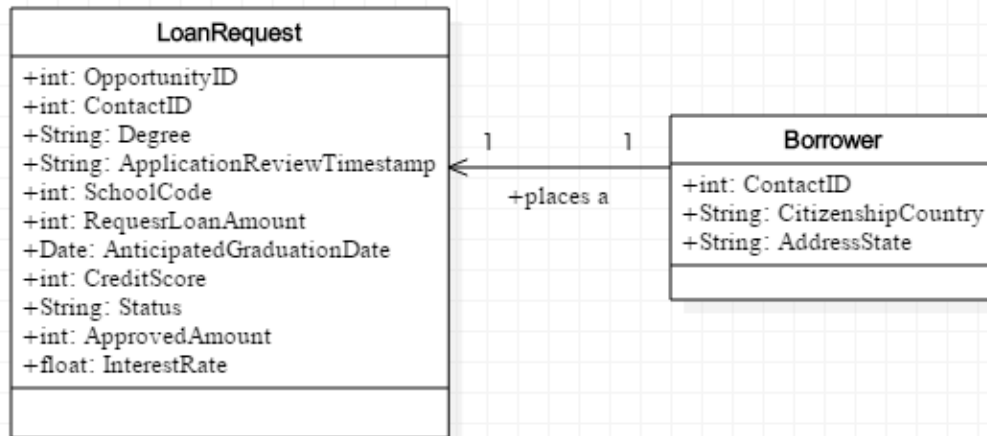 LoanRequest
+int: OpportunityID
+int: ContactID
+String: Degree
+String: ApplicationReviewTimestamp
+int: SchoolCode
+int: RequesrLoanAmount
+Date: AnticipatedGraduationDate
+int: CreditScore
+String: Status
+int: ApprovedAmount
+float: InterestRate
1 1
+places a
Borrower
+int: ContactID
+String: CitizenshipCountry
+String: AddressState